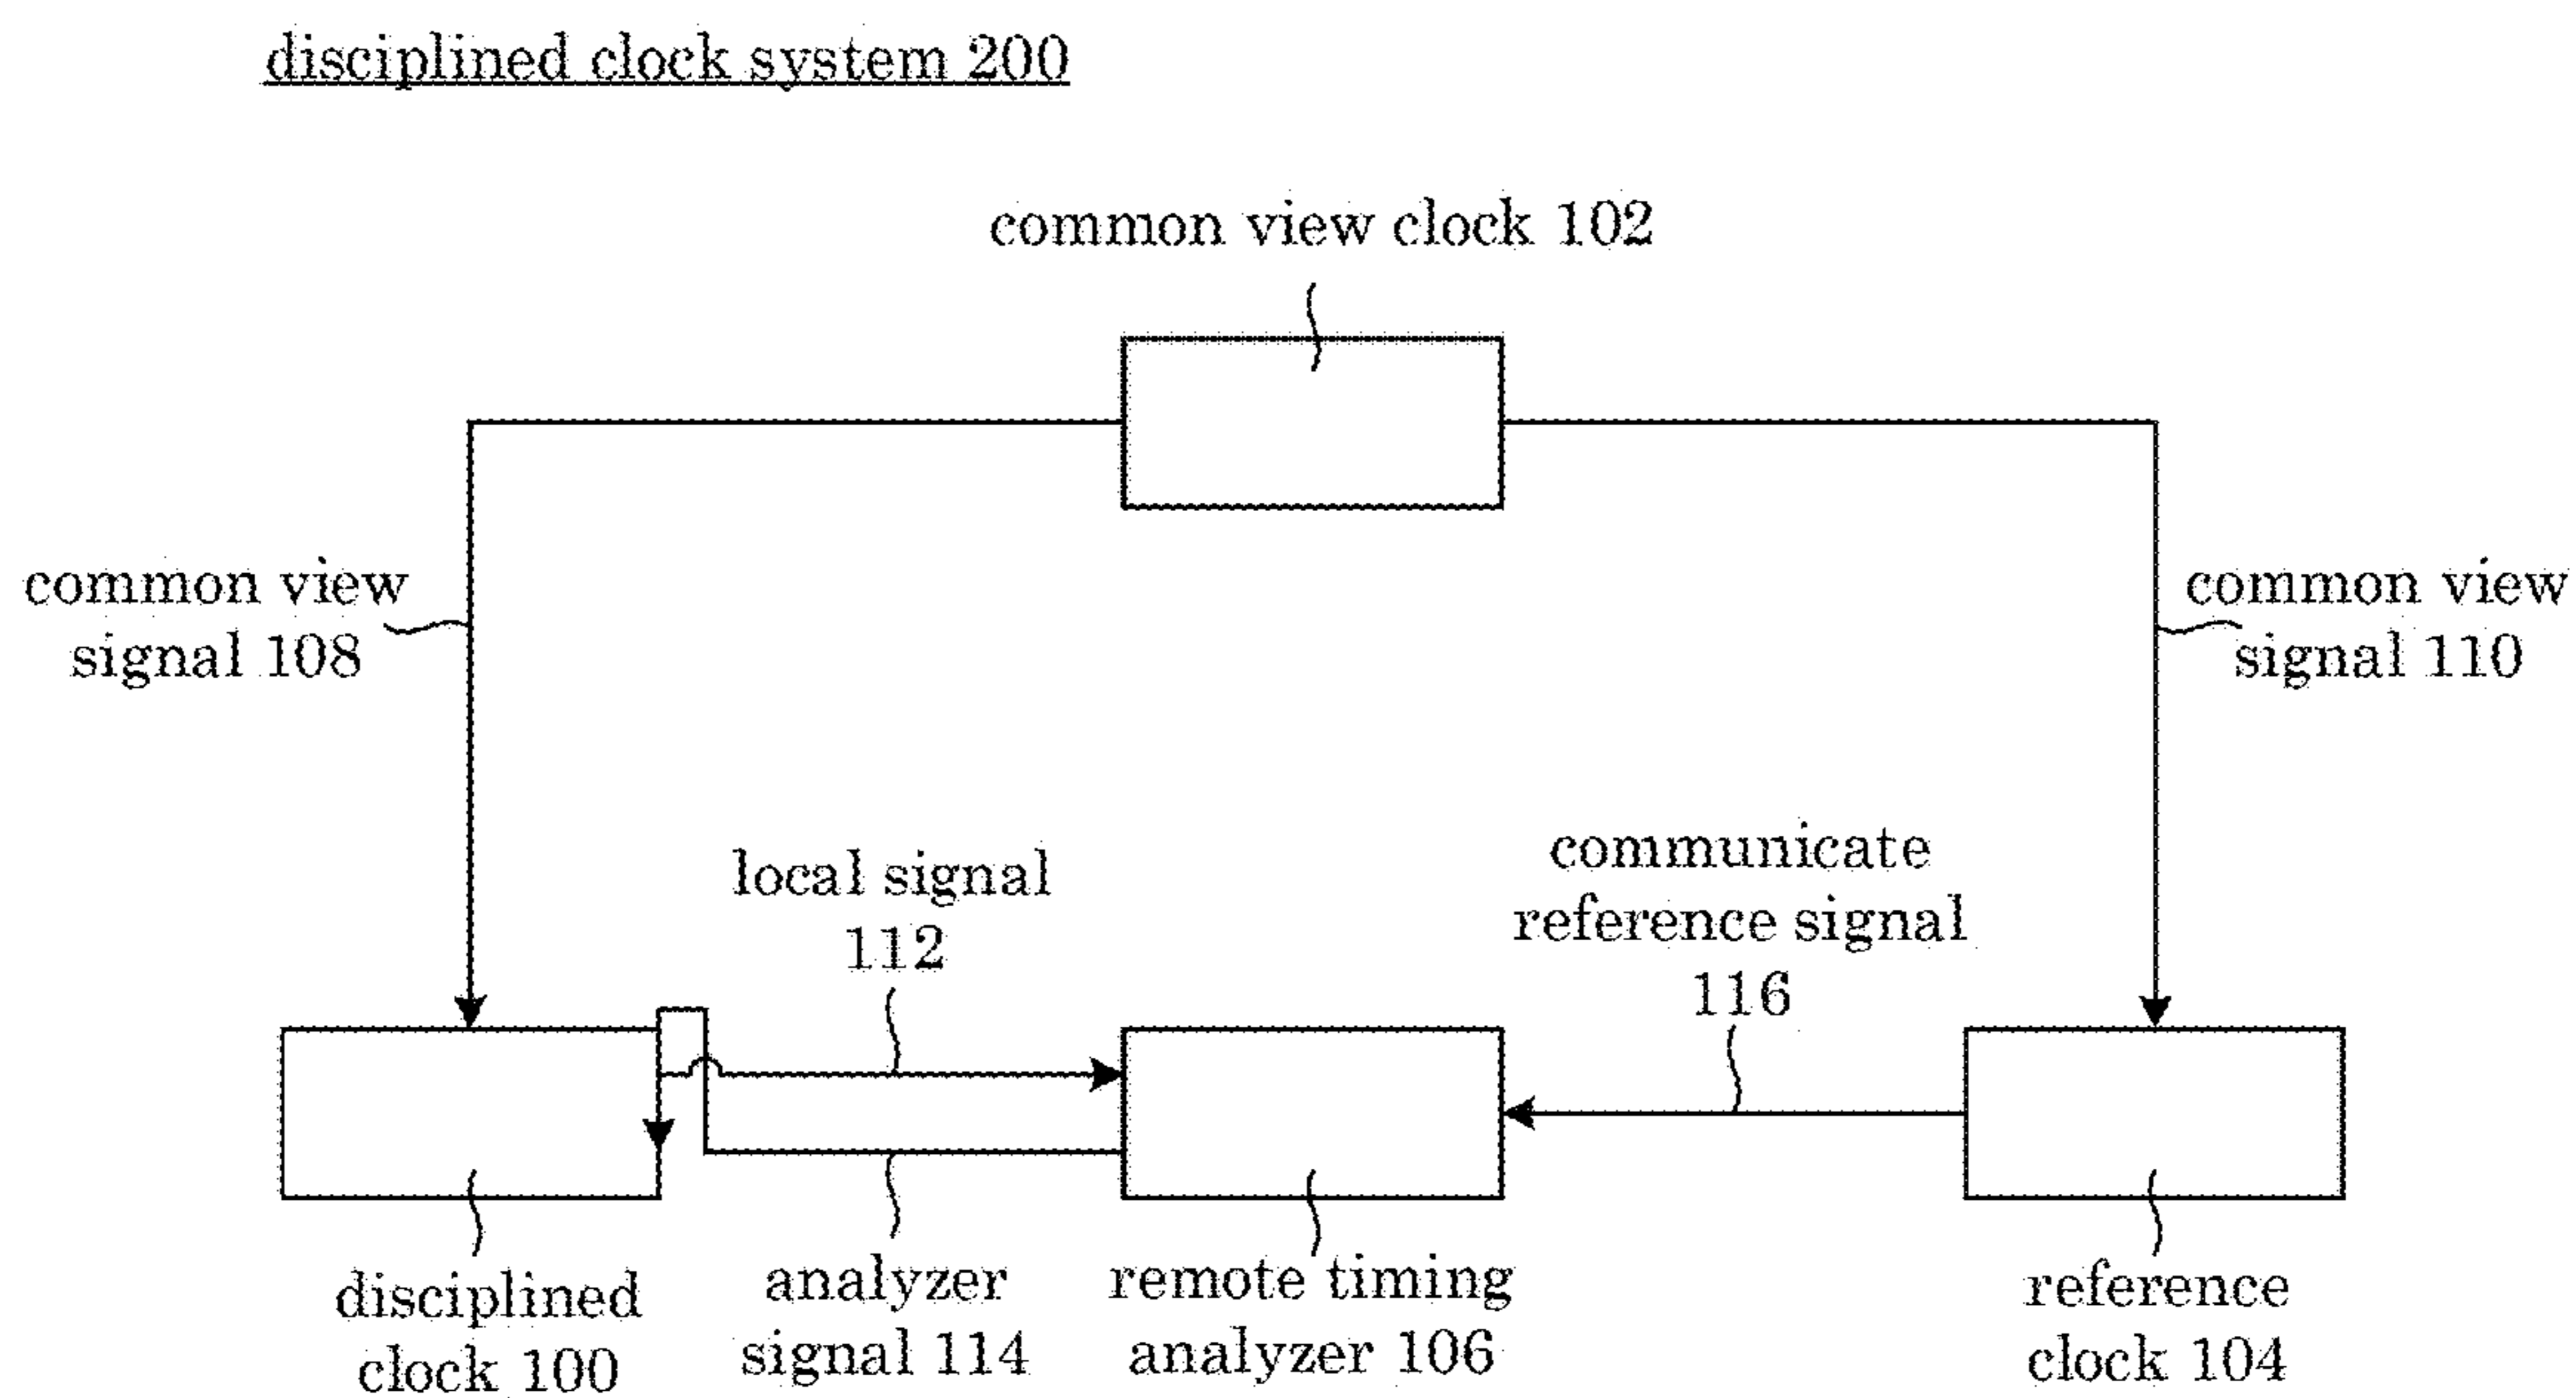 disciplined clock system 200
common view clock 102
common view
signal 108
common view
signal 110
local signal
112
communicate
reference signal
116
disciplined
clock 100
analyzer
signal 114
remote timing
analyzer 106
reference
clock 104